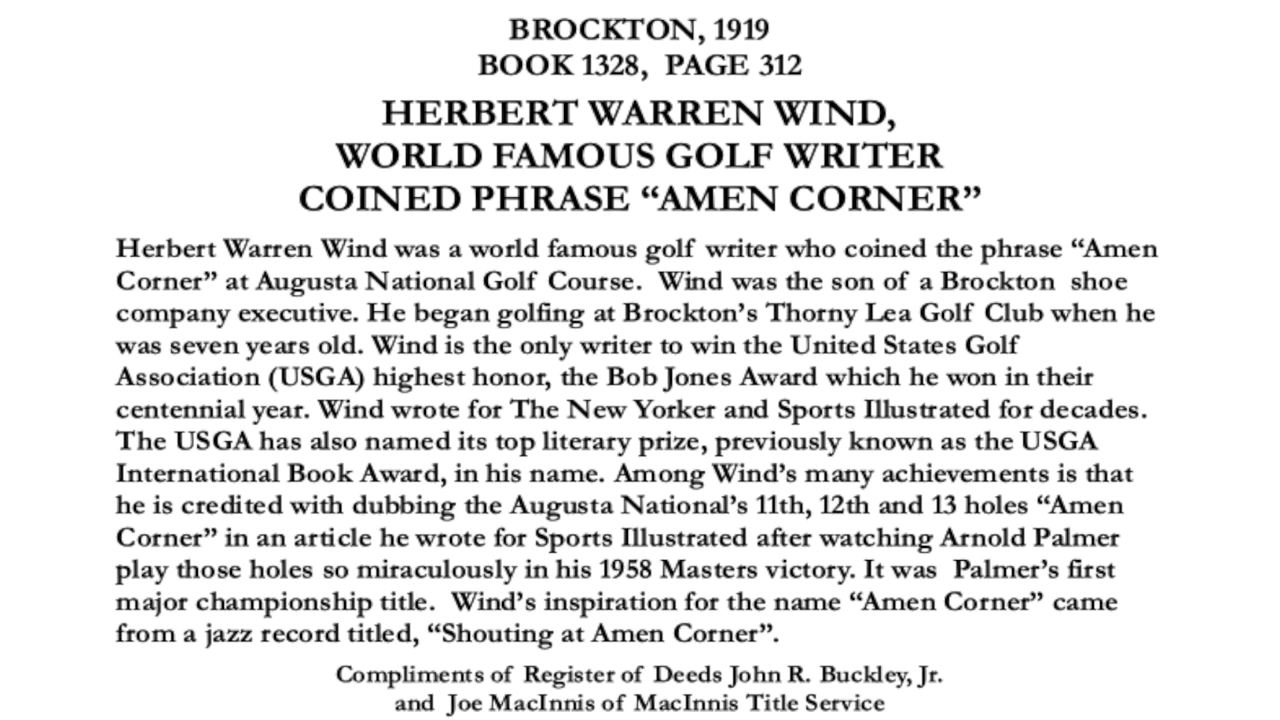 BROCKTON, 1919
BOOK 1328, PAGE 312
HERBERT WARREN WIND,
WORLD FAMOUS GOLF WRITER
COINED PHRASE “AMEN CORNER”
Herbert Warren Wind was a world famous golf writer who coined the phrase “Amen
Corner” at Augusta National Golf Course. Wind was the son of a Brockton shoe
company executive. He began golfing at Brockton’s Thorny Lea Golf Club when he
was seven years old. Wind is the only writer to win the United States Golf
Association (USGA) highest honor, the Bob Jones Award which he won in their
centennial year. Wind wrote for The New Yorker and Sports Illustrated for decades.
The USGA has also named its top literary prize, previously known as the USGA
International Book Award, in his name. Among Wind’s many achievements is that
he is credited with dubbing the Augusta National’s 11th, 12th and 13 holes “Amen
Corner” in an article he wrote for Sports Illustrated after watching Arnold Palmer
play those holes so miraculously in his 1958 Masters victory. It was Palmer’s first
major championship title. Wind’s inspiration for the name “Amen Corner” came
from a jazz record titled, “Shouting at Amen Corner”.
Compliments of Register of Deeds John R. Buckley, Jr.
and Joe MacInnis of MacInnis Title Service